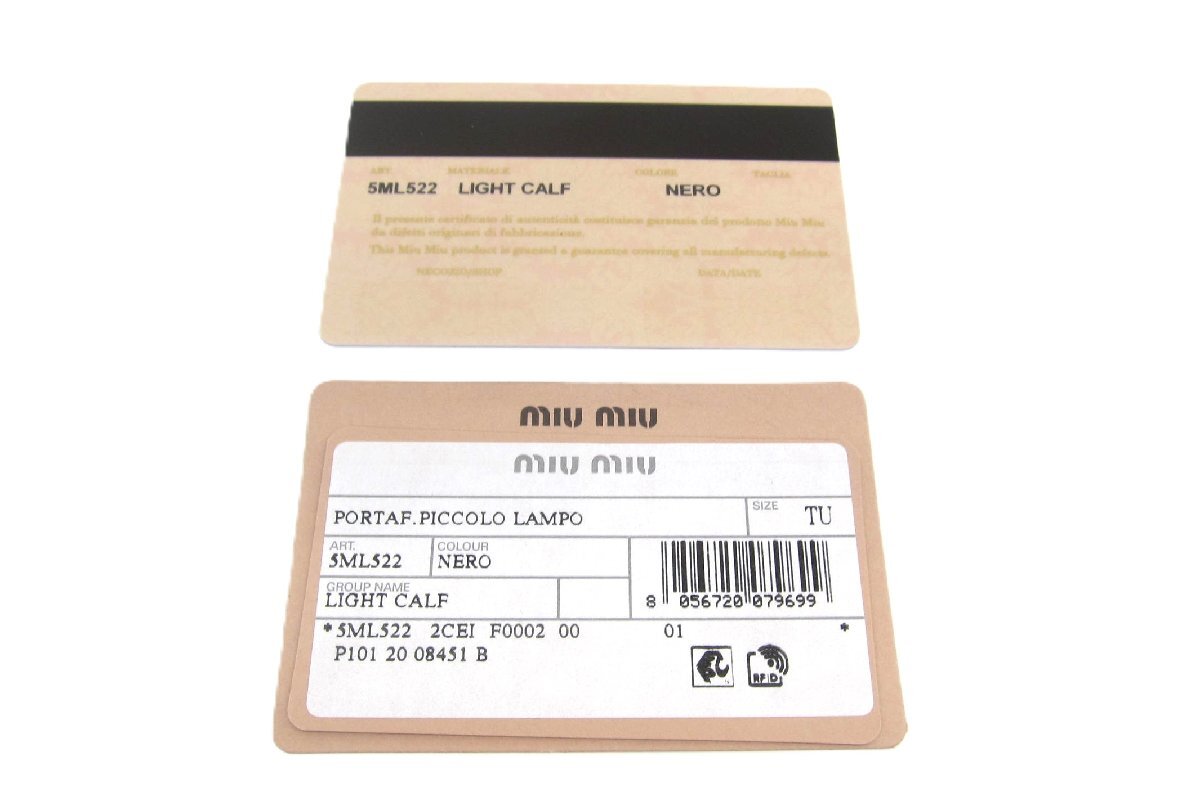 ART. MATERIALE COLORE TAGLIA
5ML522 LIGHT CALF NERO
Il presente certificato di autenticità costituisce garanzia del prodotto Miu Miu
da difetti originari di fabbricazione.
This Miu Miu product is granted a guarantee covering all manufacturing defects.
NEGOZIO/SHOP DATA/DATE
miu miu
miu miu
PORTAF.PICCOLO LAMPO
SIZE TU
ART. COLOUR
5ML522 NERO
GROUP NAME
LIGHT CALF
8 056720 079699
*5ML522 2CEI F0002 00 01 *
P101 20 08451 B
RFID